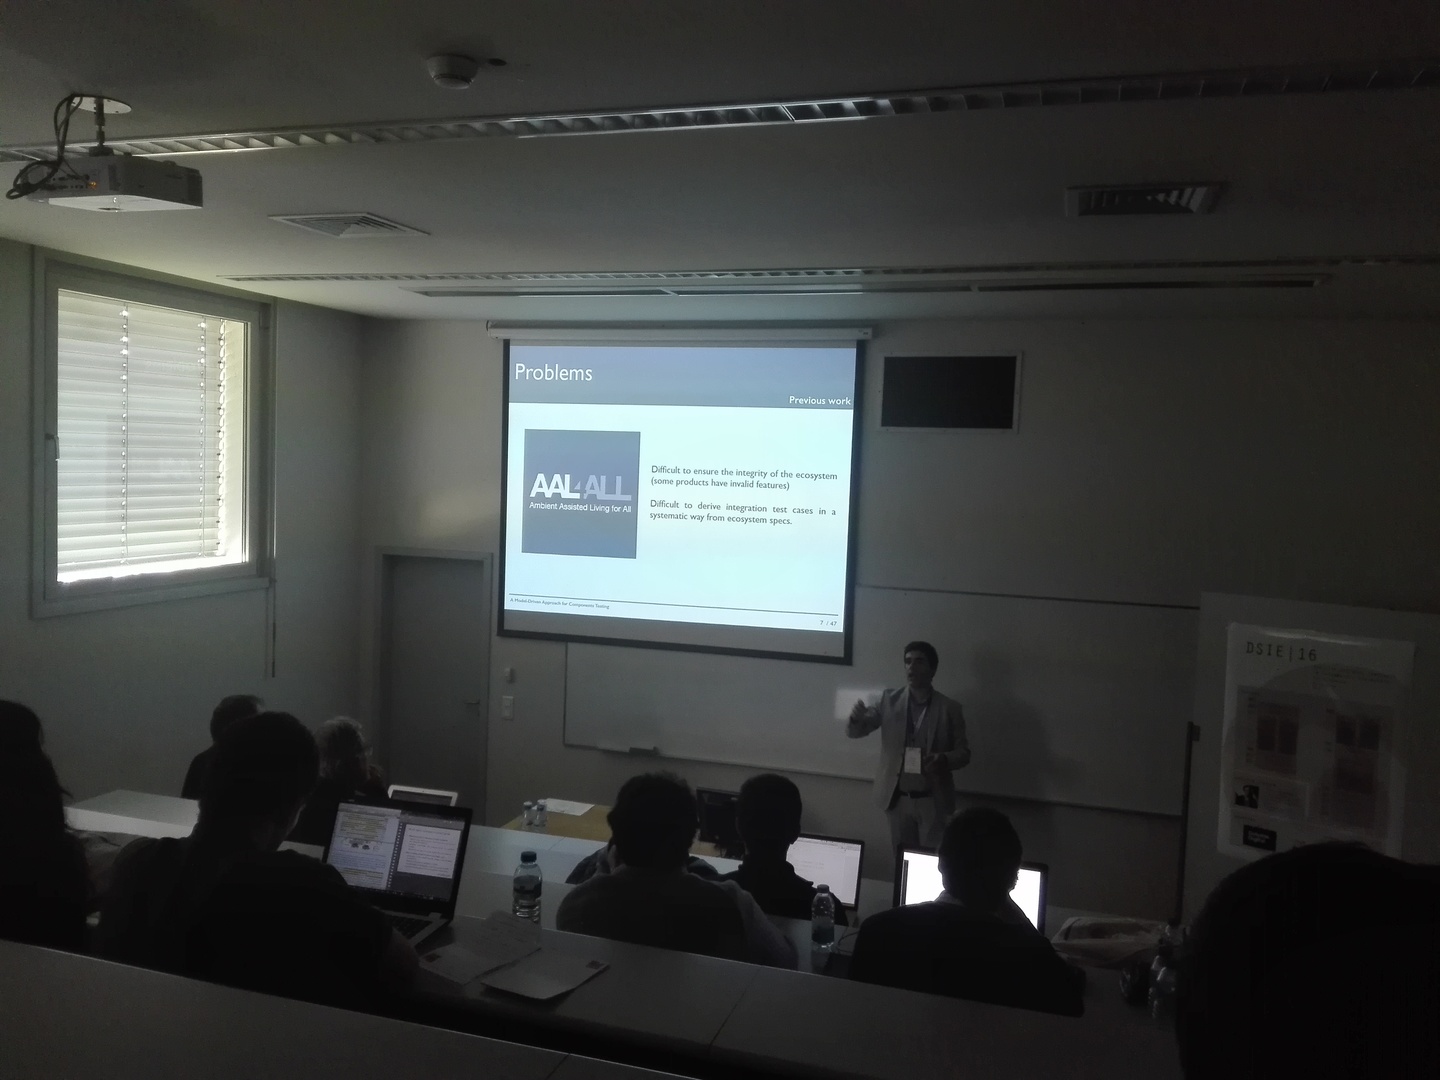 Problems
Previous work
AAL4ALL
Ambient Assisted Living for All
Difficult to ensure the integrity of the ecosystem
(some products have invalid features)
Difficult to derive integration test cases in a
systematic way from ecosystem specs.
A Model-Driven Approach for Components Testing
7 / 47
DSIE|16